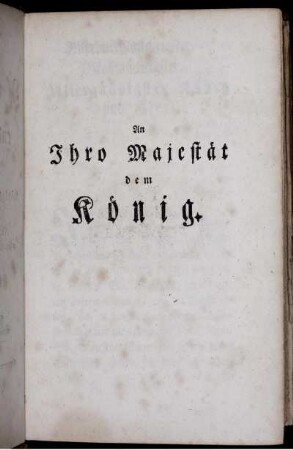 An
Ihro Majestät
dem
König.